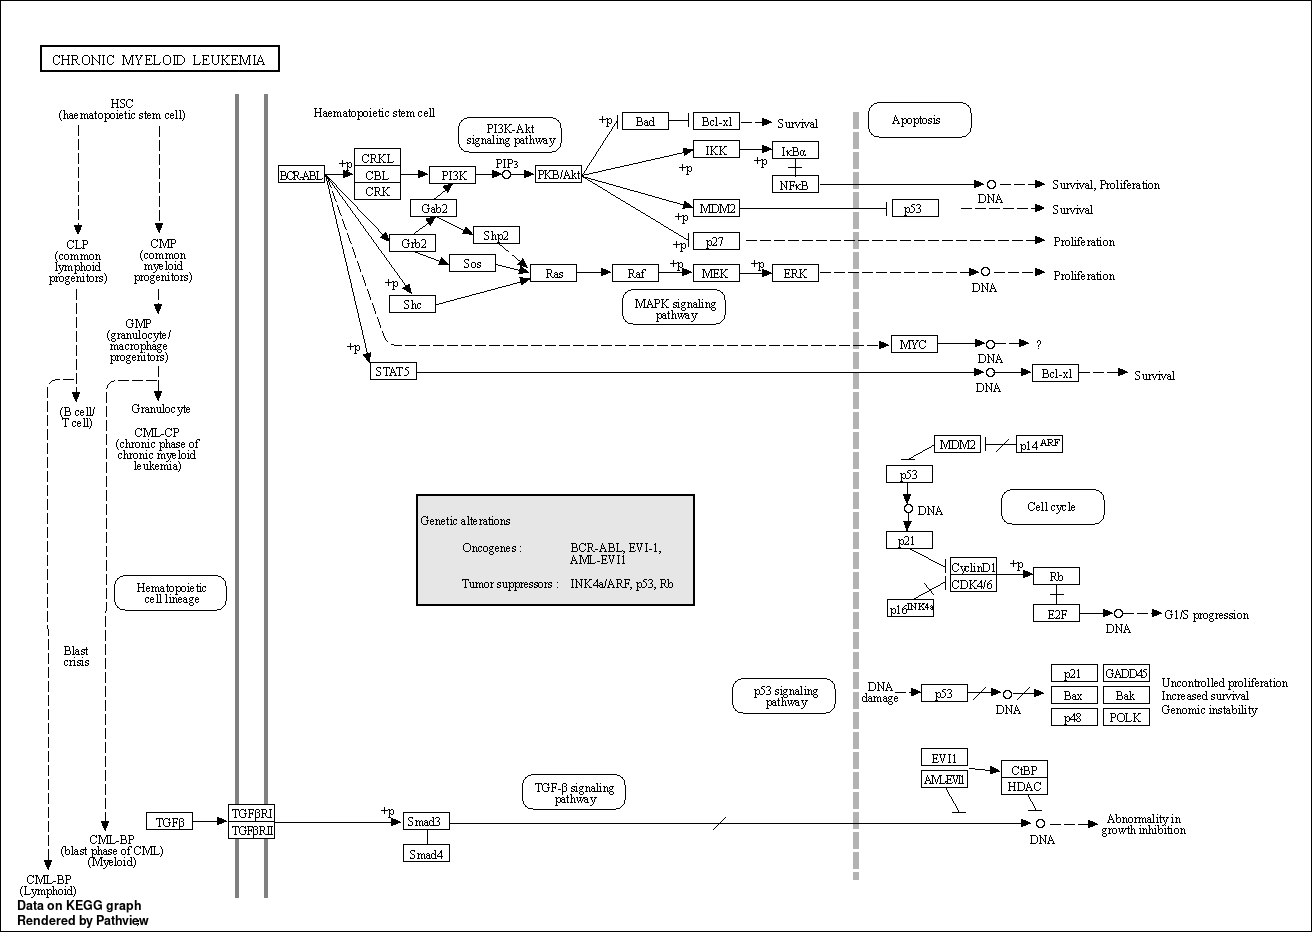 CHRONIC MYELOID LEUKEMIA
HSC
(haematopoietic stem cell)
CLP
(common
lymphoid
progenitors)
CMP
(common
myeloid
progenitors)
GMP
(granulocyte/
macrophage
progenitors)
(B cell/
T cell)
Granulocyte
CML-CP
(chronic phase of
chronic myeloid
leukemia)
Hematopoietic
cell lineage
Blast
crisis
CML-BP
(blast phase of CML)
(Myeloid)
CML-BP
(Lymphoid)
Haematopoietic stem cell
PI3K-Akt
signaling pathway
BCR-ABL
+p
CRKL
CBL
CRK
PI3K
PIP3
PKB/Akt
Gab2
Grb2
Shp2
Sos
+p
Shc
+p
STAT5
+p
Bad
Bcl-xl
Survival
IKK
+p
+p
IκBα
NFκB
DNA
Survival, Proliferation
MDM2
+p
p53
Survival
+p
p27
Proliferation
Ras
Raf
+p
MEK
+p
ERK
DNA
Proliferation
MAPK signaling
pathway
MYC
DNA
?
DNA
Bcl-xl
Survival
Apoptosis
MDM2
p14 ARF
p53
DNA
p21
Cell cycle
CyclinD1
CDK4/6
+p
Rb
p16INK4a
E2F
DNA
G1/S progression
Genetic alterations
Oncogenes : BCR-ABL, EVI-1,
AML-EVI1
Tumor suppressors : INK4a/ARF, p53, Rb
p53 signaling
pathway
DNA
damage
p53
DNA
p21
GADD45
Bax
Bak
p48
POLK
Uncontrolled proliferation
Increased survival
Genomic instability
EVI1
AML-EVI1
CtBP
HDAC
TGF-β signaling
pathway
TGFβ
TGFβRI
TGFβRII
+p
Smad3
Smad4
DNA
Abnormality in
growth inhibition
Data on KEGG graph
Rendered by Pathview